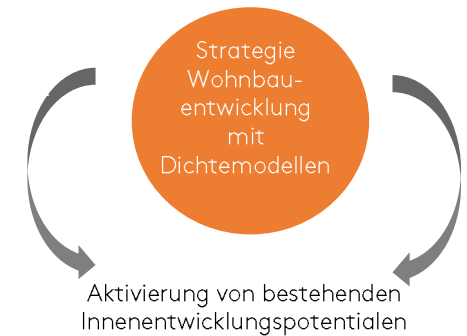 Strategie
Wohnbau-
entwicklung
mit
Dichtemodellen
Aktivierung von bestehenden
Innenentwicklungspotentialen